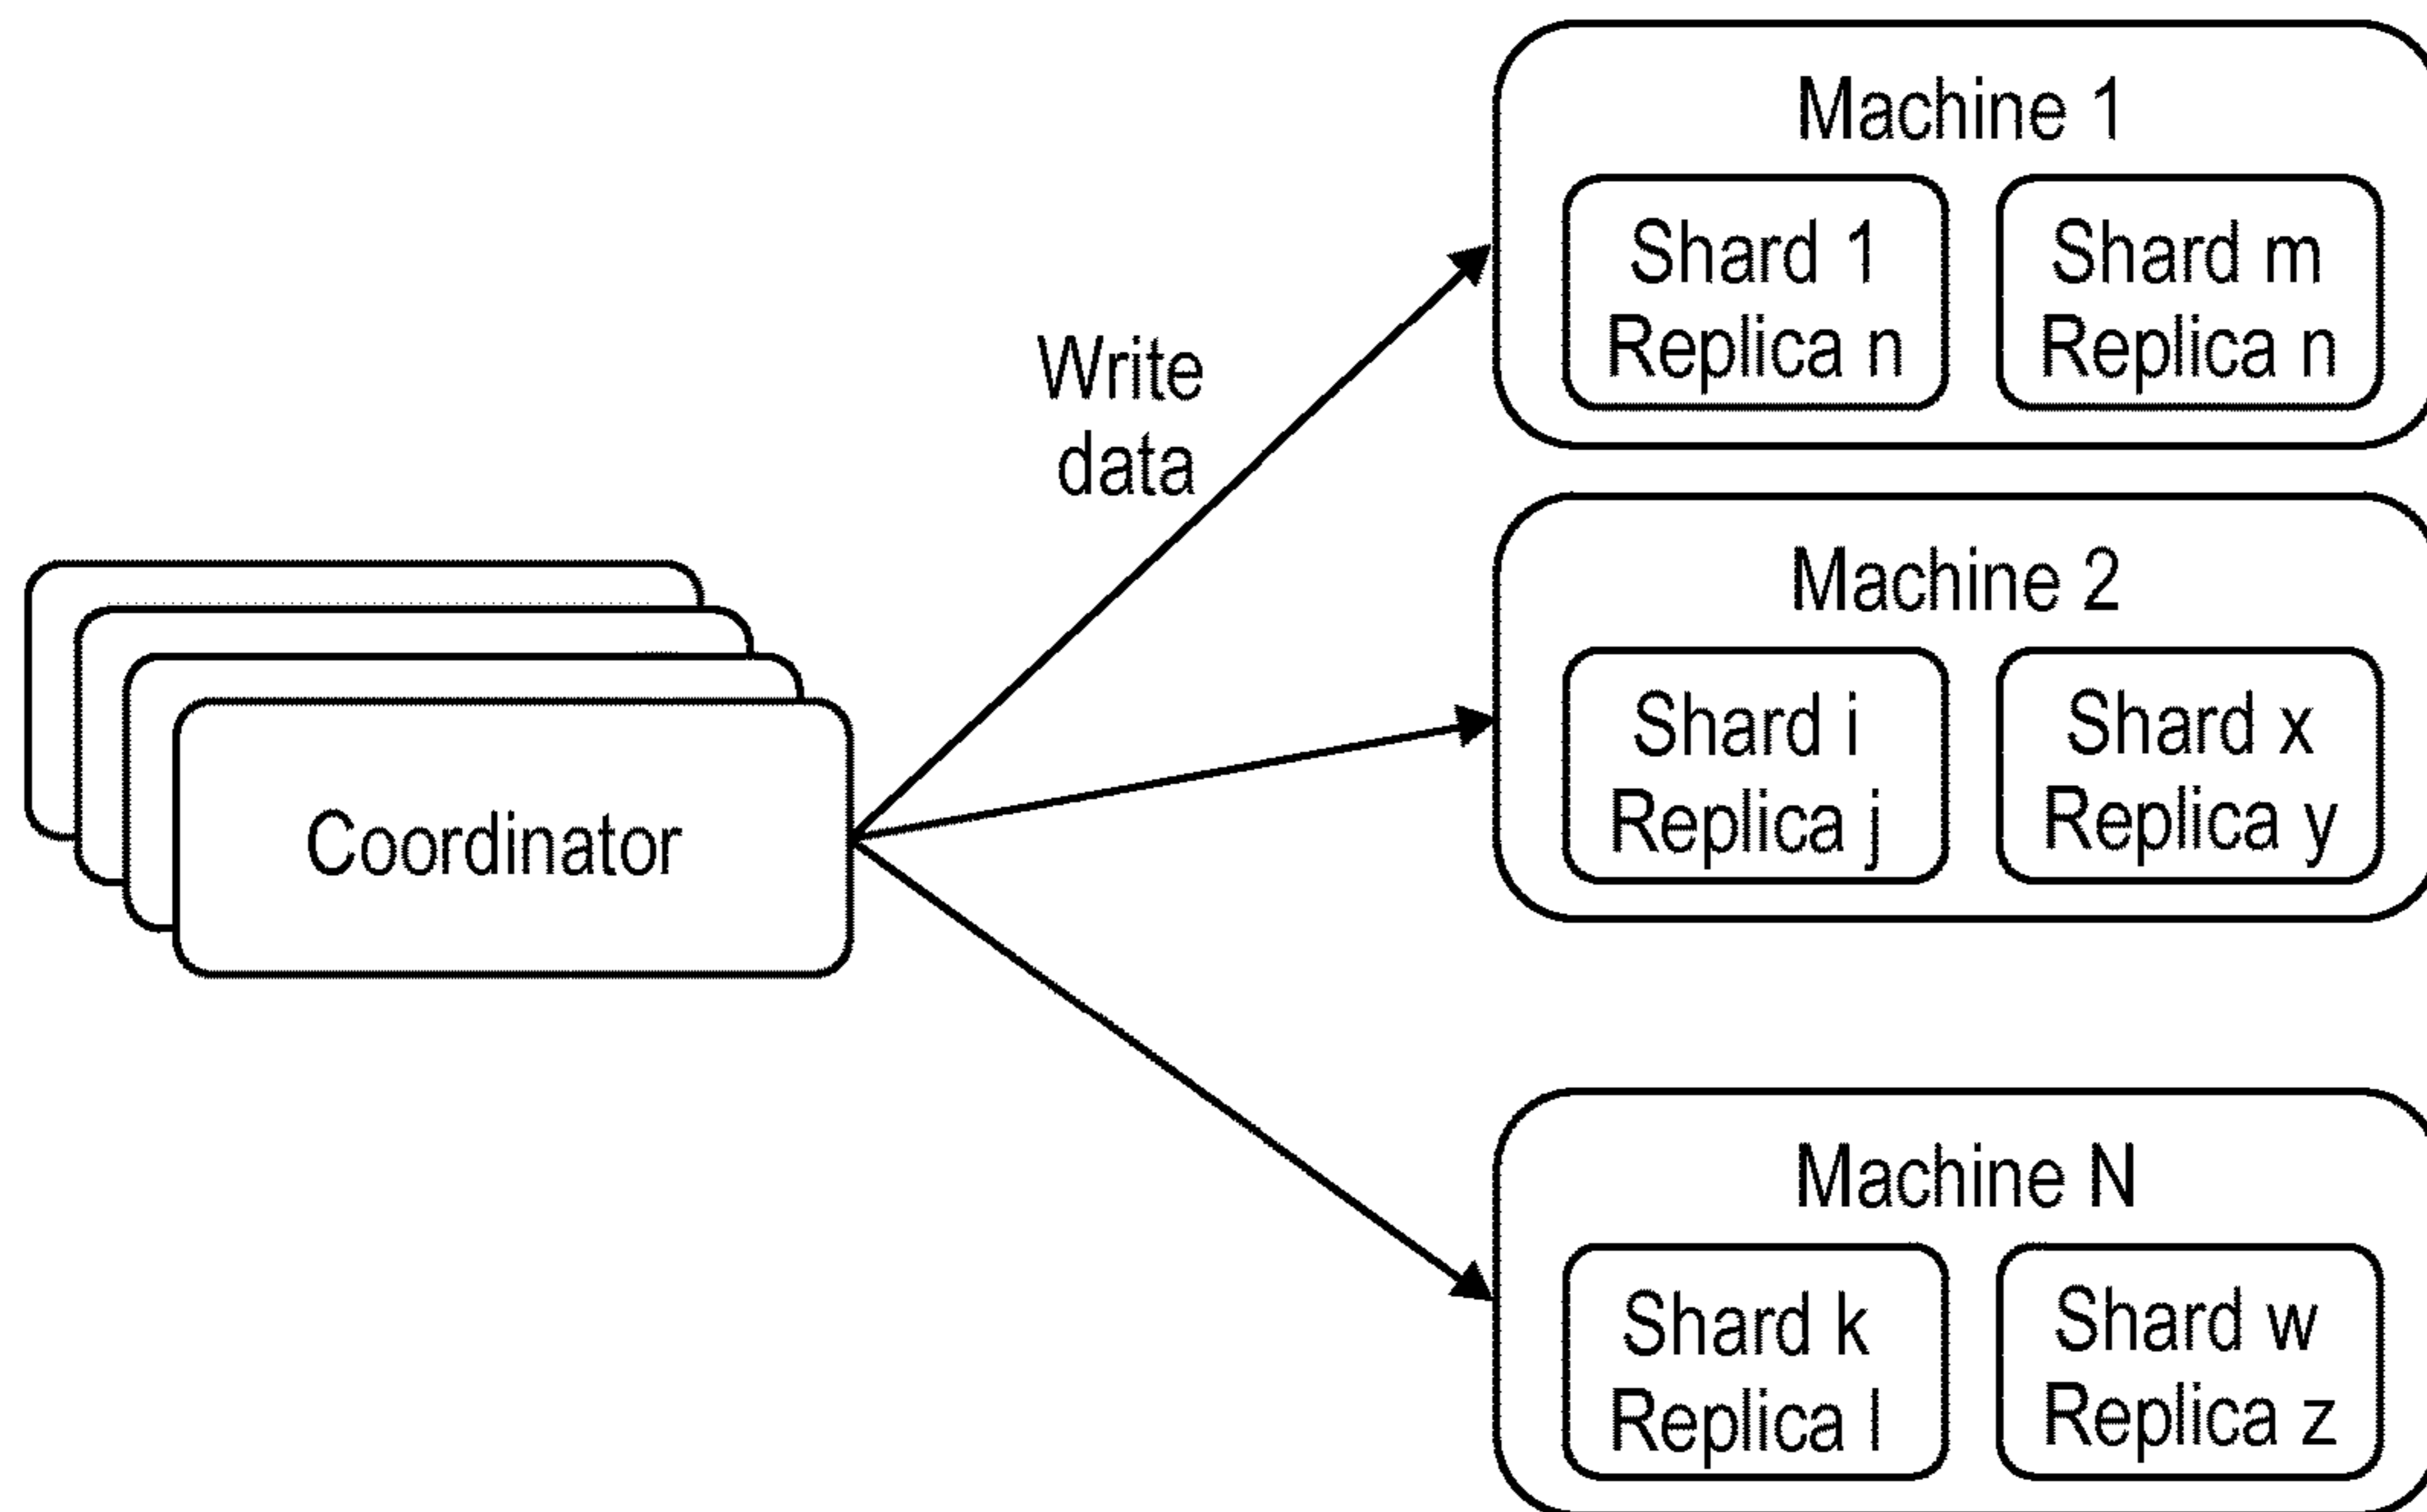 Machine 1
Shard 1
Replica n
Shard m
Replica n
Write
data
Machine 2
Shard i
Replica j
Shard x
Replica y
Coordinator
Machine N
Shard k
Replica l
Shard w
Replica z